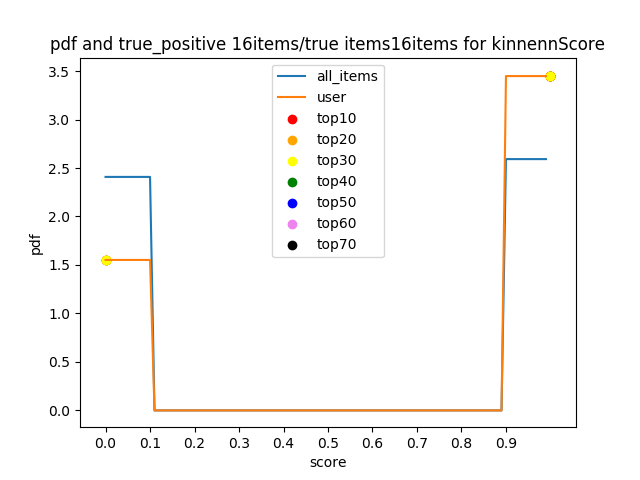 pdf and true_positive 16items/true items16items for kinnennScore
3.5
3.0
2.5
2.0
1.5
1.0
0.5
0.0
pdf
all_items
user
top10
top20
top30
top40
top50
top60
top70
0.0 0.1 0.2 0.3 0.4 0.5 0.6 0.7 0.8 0.9
score